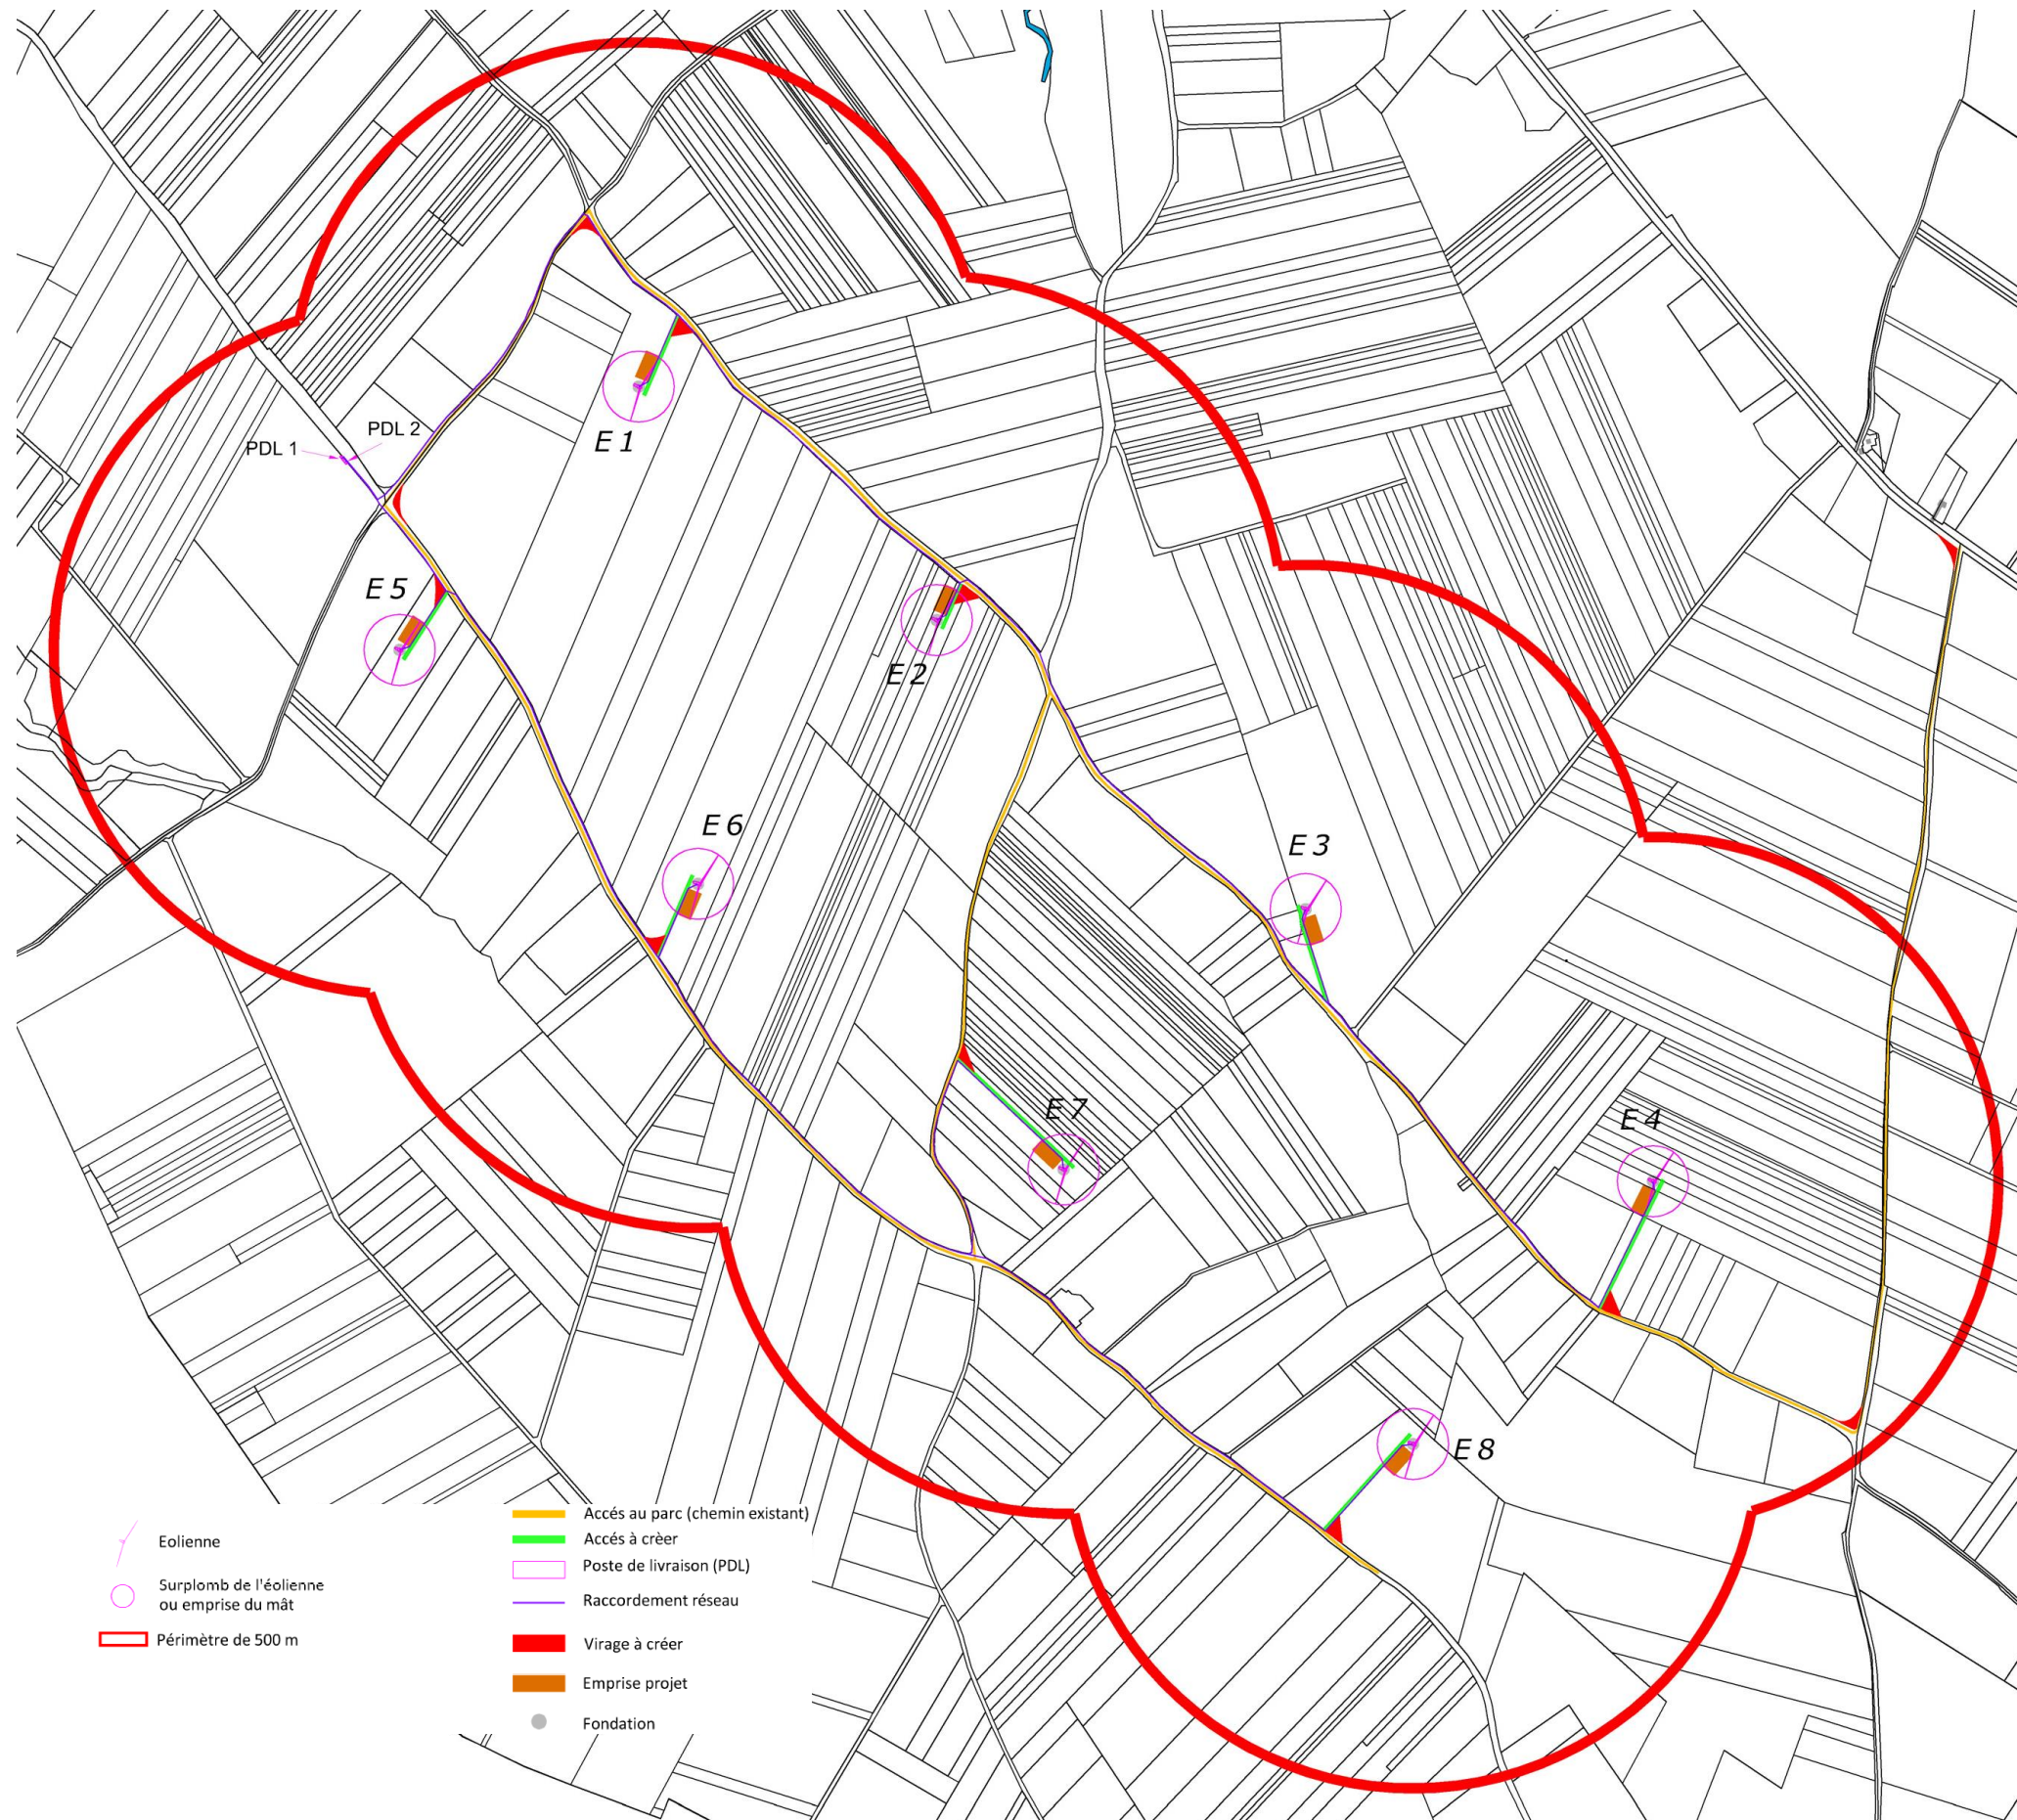 E 1
PDL 2
PDL 1
E 5
E 2
E 6
E 3
E 7
E 4
E 8
Eolienne
Surplomb de l'éolienne
ou emprise du mât
Périmètre de 500 m
Accés au parc (chemin existant)
Accés à crèer
Poste de livraison (PDL)
Raccordement réseau
Virage à créer
Emprise projet
Fondation